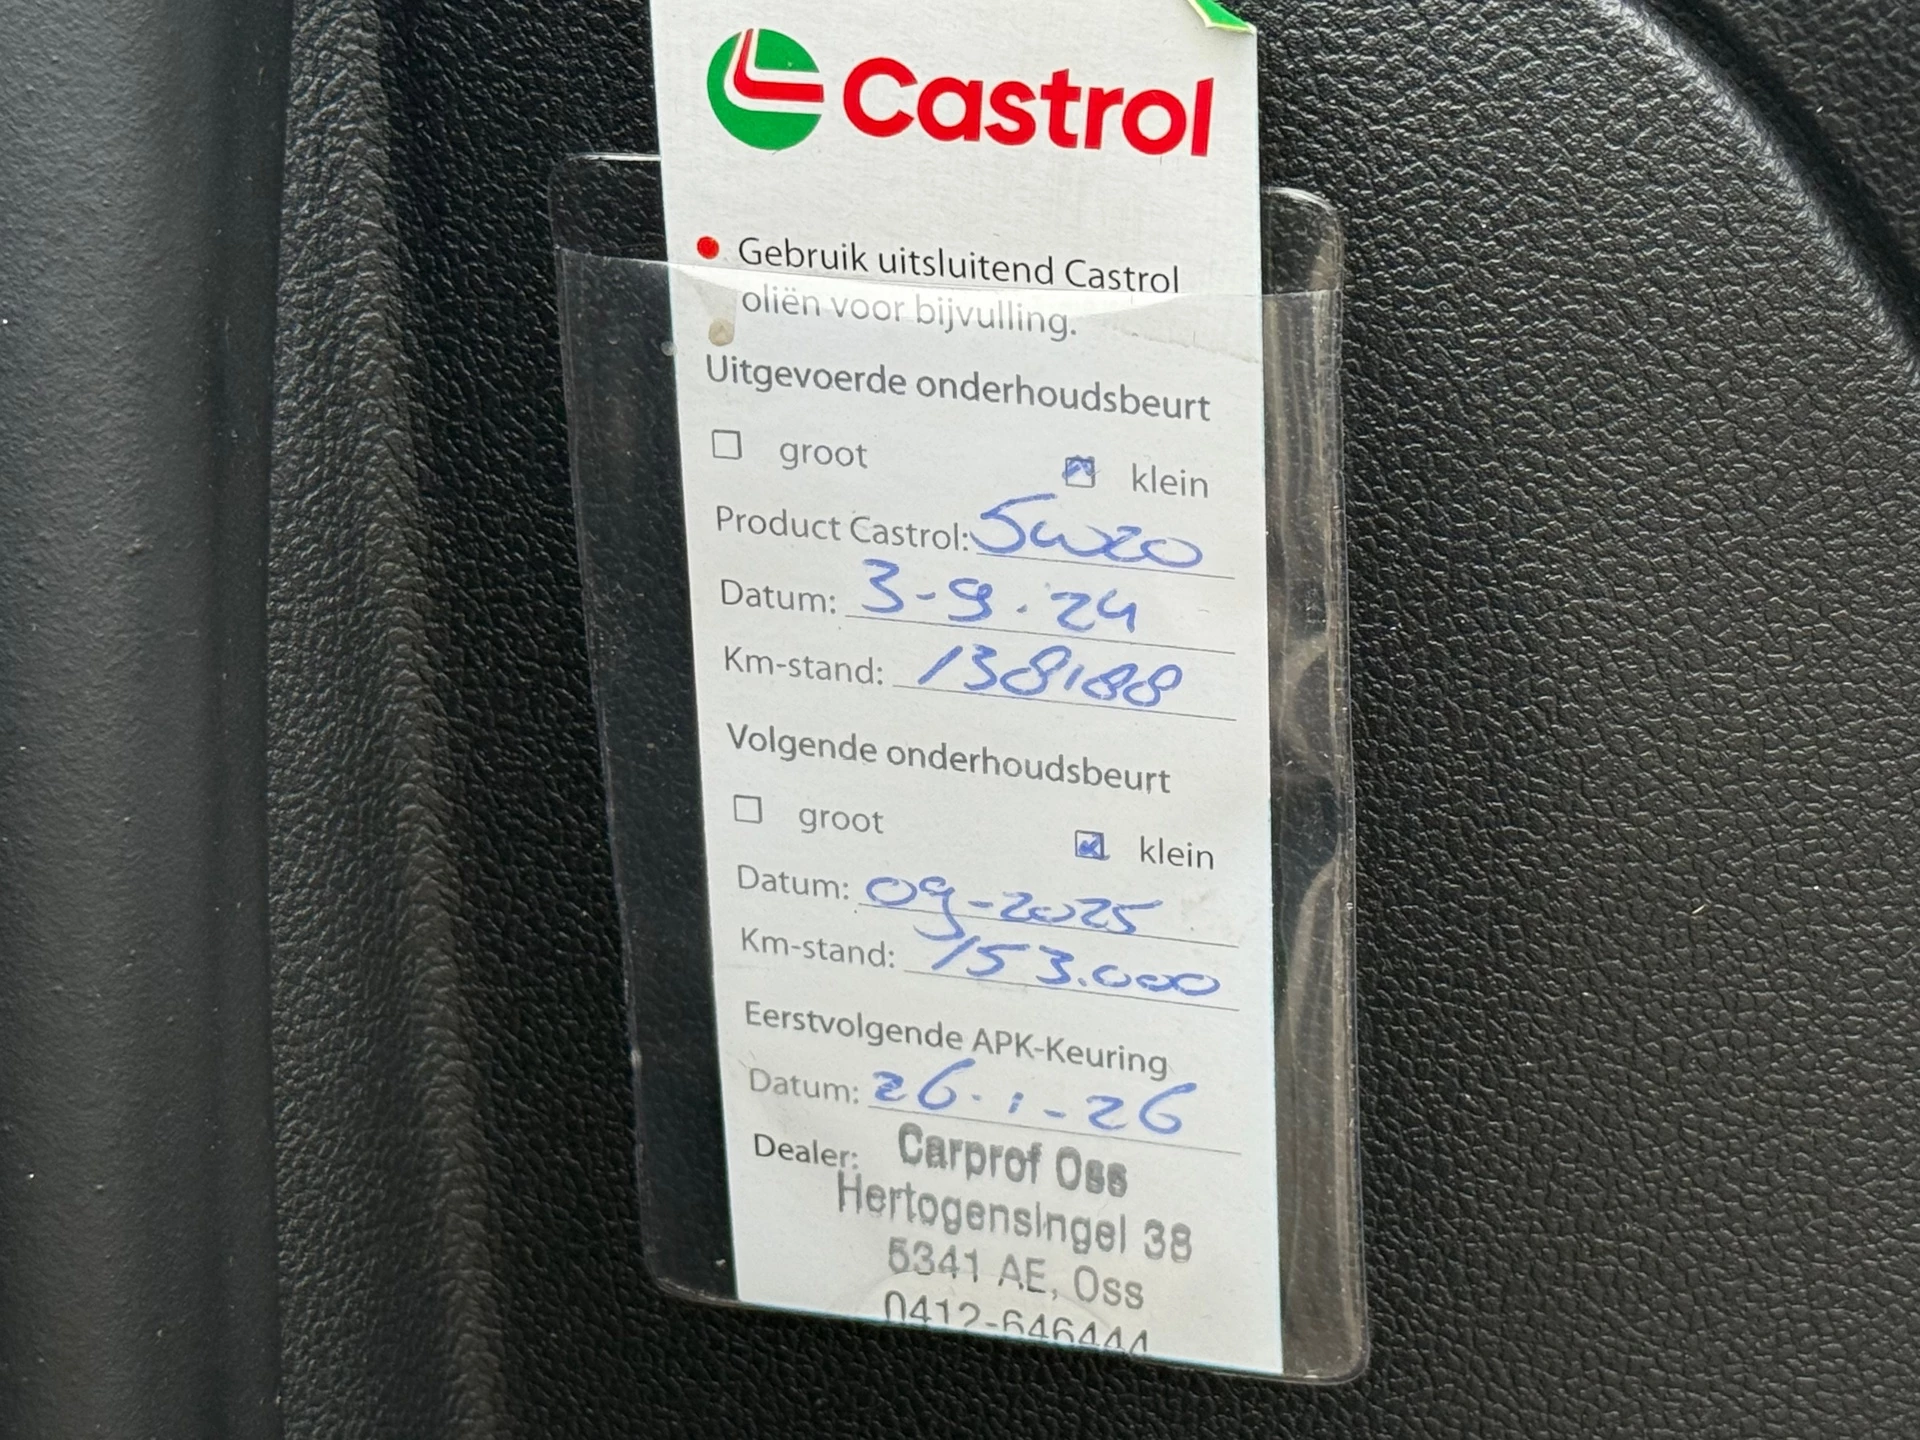 Castrol
Gebruik uitsluitend Castrol
oliën voor bijvulling.
Uitgevoerde onderhoudsbeurt
groot klein
Product Castrol: 5W20
Datum: 3-9-24
Km-stand: 138188
Volgende onderhoudsbeurt
groot klein
Datum: 09-2025
Km-stand: 153.000
Eerstvolgende APK-Keuring
Datum: 26-1-26
Dealer: Carprof Oss
Hertogensingel 38
5341 AE, Oss
0412-646444